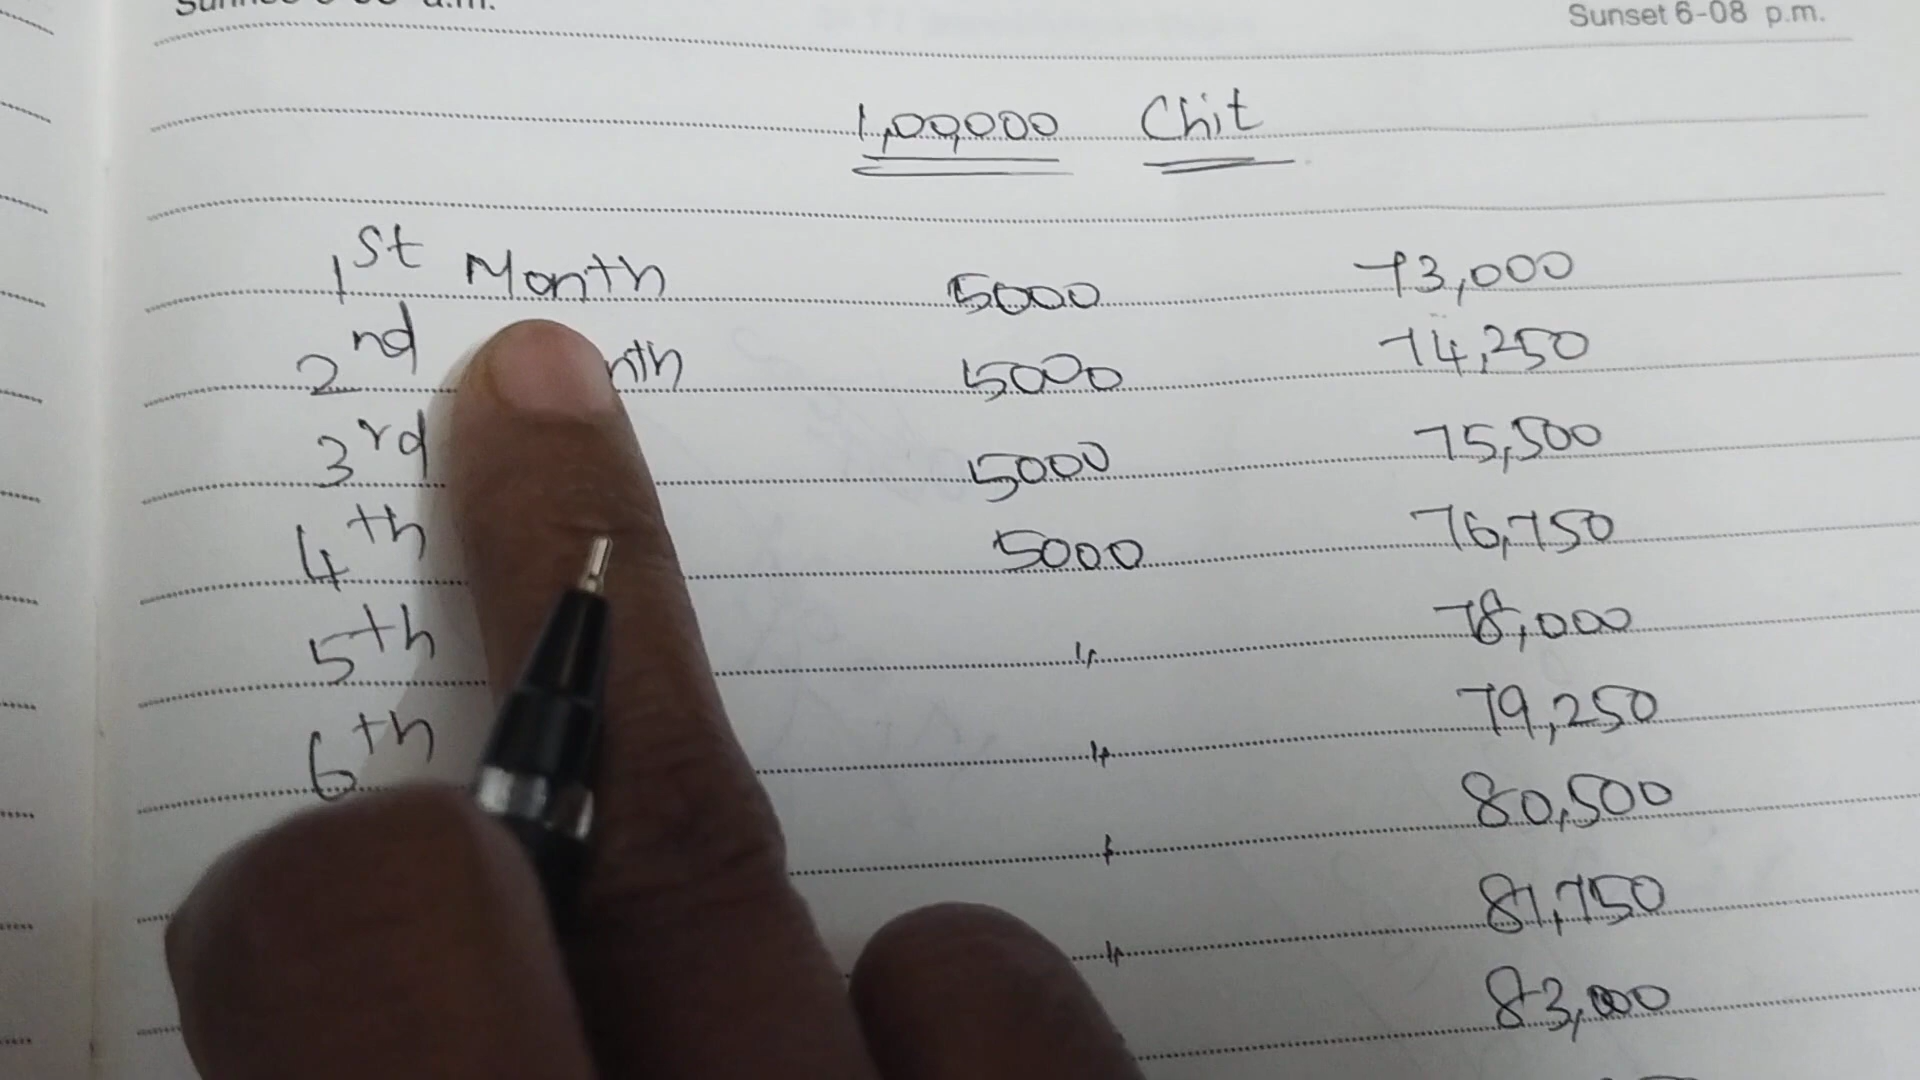 Sunset 6-08 p.m.
1,00,000 Chit
1st Month 5000 73,000
2nd 5000 74,250
3rd 5000 75,500
4th 5000 76,750
5th 〃 78,000
6th 〃 79,250
〃 80,500
〃 81,750
83,000